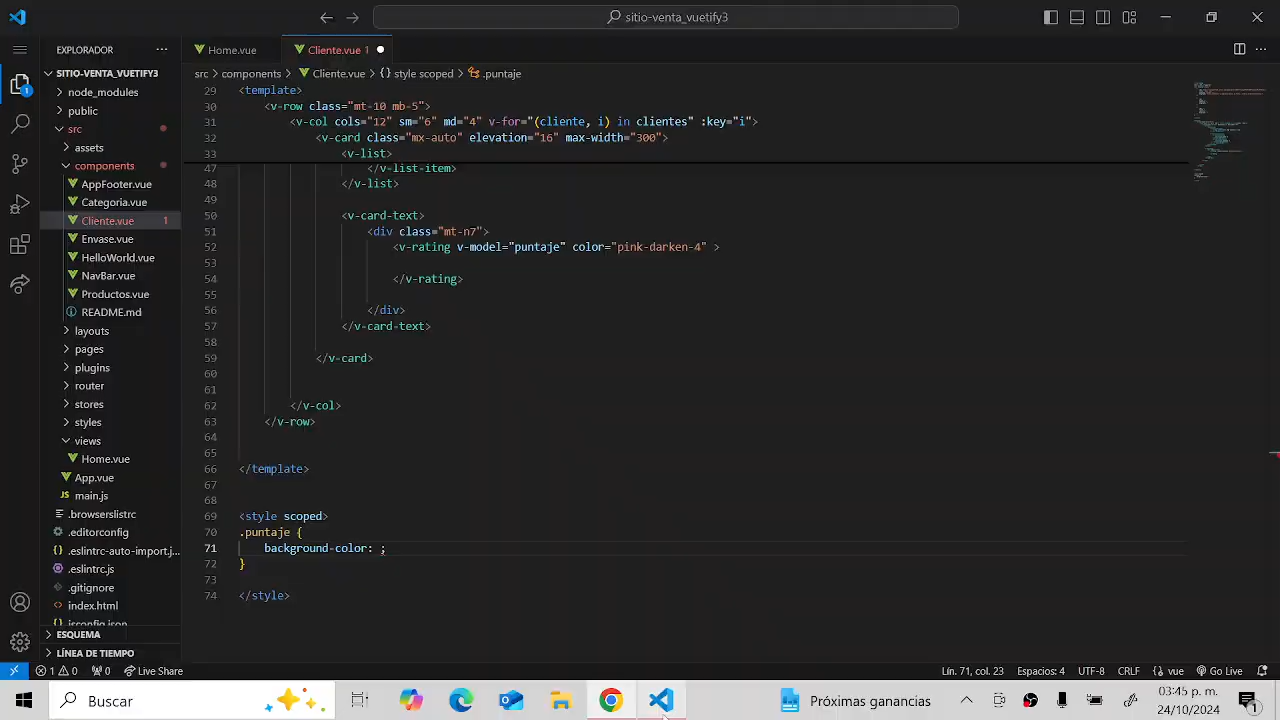 sitio-venta_vuetify3
EXPLORADOR
SITIO-VENTA_VUETIFY3
node_modules
public
src
assets
components
AppFooter.vue
Categoria.vue
Cliente.vue 1
Envase.vue
HelloWorld.vue
NavBar.vue
Productos.vue
README.md
layouts
pages
plugins
router
stores
styles
views
Home.vue
App.vue
main.js
.browserslistrc
.editorconfig
.eslintrc-auto-import.j...
.eslintrc.js
.gitignore
index.html
jsconfig.json
ESQUEMA
LÍNEA DE TIEMPO
Home.vue
Cliente.vue 1
src > components > Cliente.vue > {} style scoped > .puntaje
29 <template>
30 <v-row class="mt-10 mb-5">
31 <v-col cols="12" sm="6" md="4" v-for="(cliente, i) in clientes" :key="i">
32 <v-card class="mx-auto" elevation="16" max-width="300">
33 <v-list>
47 </v-list-item>
48 </v-list>
49
50 <v-card-text>
51 <div class="mt-n7">
52 <v-rating v-model="puntaje" color="pink-darken-4" >
53
54 </v-rating>
55
56 </div>
57 </v-card-text>
58
59 </v-card>
60
61
62 </v-col>
63 </v-row>
64
65
66 </template>
67
68
69 <style scoped>
70 .puntaje {
71 background-color: ;
72 }
73
74 </style>
1 0 0 Live Share
Lín. 71, col. 23 Espacios: 4 UTF-8 CRLF {} vue Go Live
Buscar
Próximas ganancias
03:45 p. m.
24/10/2024
1